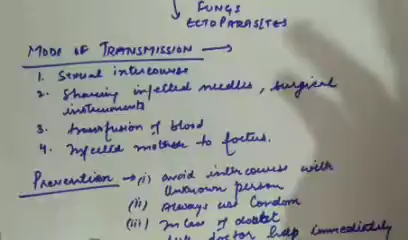 ↓ FUNGS
ECTOPARASITES
MODE OF TRANSMISSION →
1. Sexual intercourse
2. Sharing infected needles, surgical
instruments
3. transfusion of blood
4. Infected mother to foetus.
Prevention → (i) avoid intercourse with
Unknown person
(ii) Always use Condom
(iii) In case of doubt
doctor help immediately